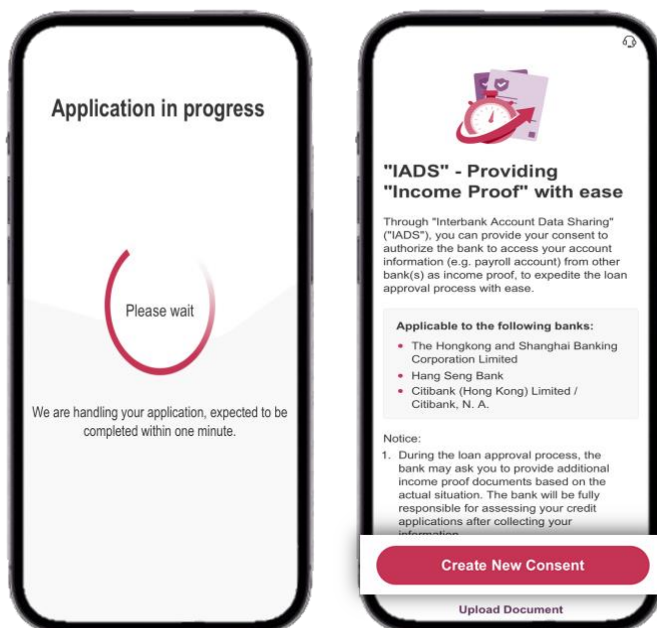 Application in progress
Please wait
We are handling your application, expected to be
completed within one minute.
"IADS" - Providing
"Income Proof" with ease
Through "Interbank Account Data Sharing"
("IADS"), you can provide your consent to
authorize the bank to access your account
information (e.g. payroll account) from other
bank(s) as income proof, to expedite the loan
approval process with ease.
Applicable to the following banks:
• The Hongkong and Shanghai Banking
Corporation Limited
• Hang Seng Bank
• Citibank (Hong Kong) Limited /
Citibank, N. A.
Notice:
1. During the loan approval process, the
bank may ask you to provide additional
income proof documents based on the
actual situation. The bank will be fully
responsible for assessing your credit
applications after collecting your
information
Create New Consent
Upload Document